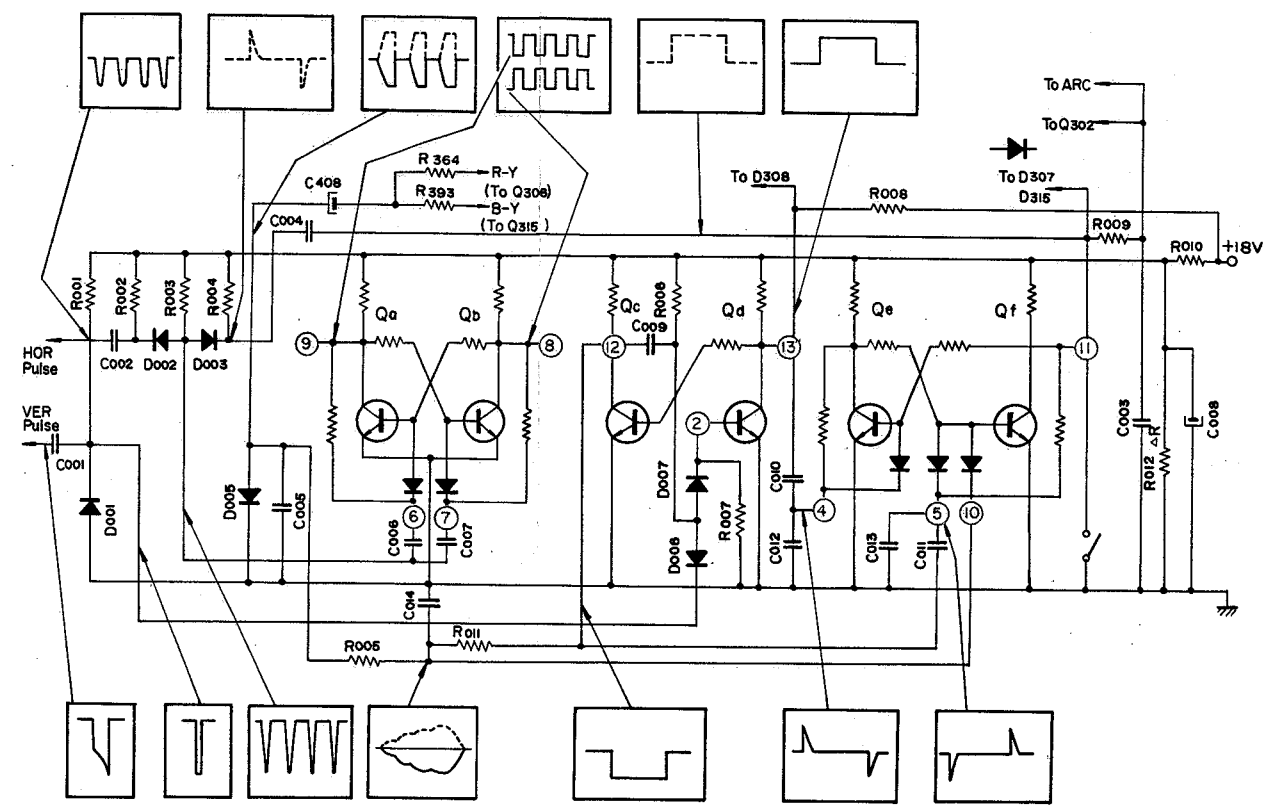 To ARC
To Q302
To D307
D315
To D308
R364
R-Y
(To Q306)
R393
B-Y
(To Q315)
C408
C004
R008
R009
R010
+18V
R001
R002
R003
R004
Qa
Qb
Qc
R006
Qd
Qe
Qf
C009
9
8
12
13
11
HOR
Pulse
C002
D002
D003
VER
Pulse
C001
2
D001
D005
C005
6
7
C006
C007
D007
R007
D006
C010
4
C012
5
10
C013
C011
C003
R012
ΔR
C008
C014
R011
R005